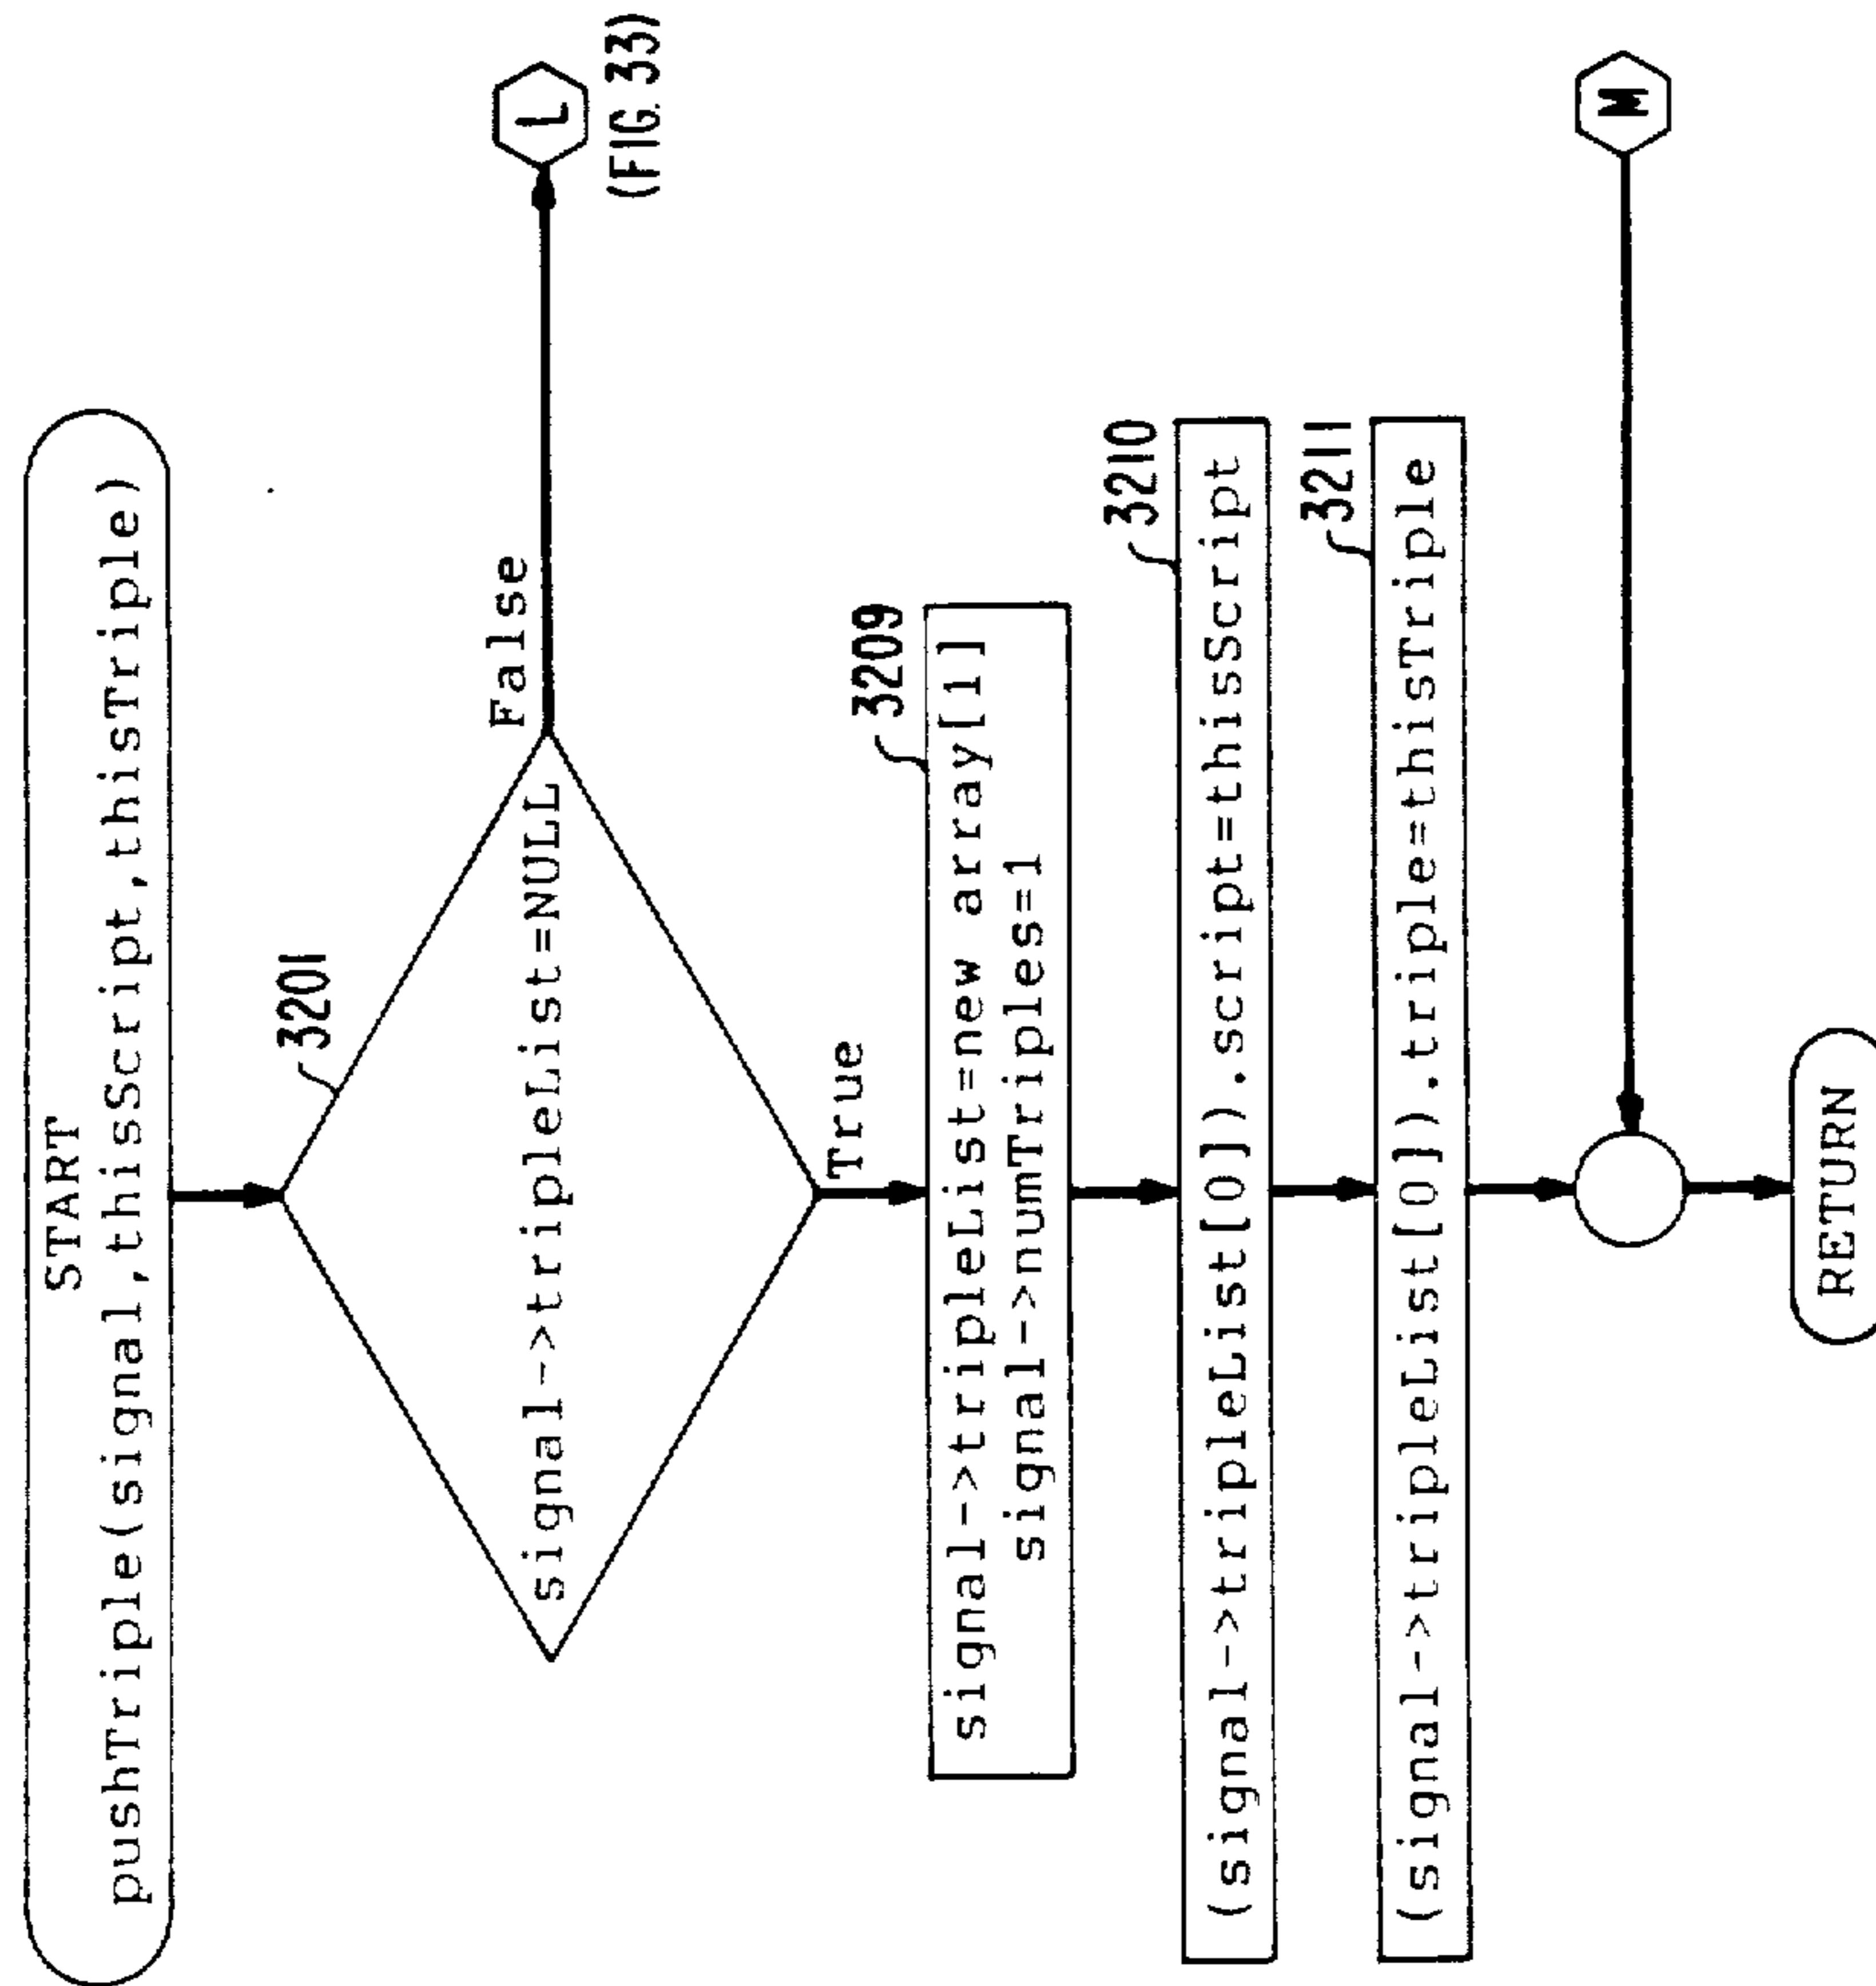 START
pushTriple(signal,thisScript,thisTriple)
3201
signal->tripleList=NULL
False
L
(FIG. 33)
True
3209
signal->tripleList=new array[1]
signal->numTriples=1
3210
(signal->tripleList[0]).script=thisScript
3211
(signal->tripleList[0]).triple=thisTriple
M
RETURN